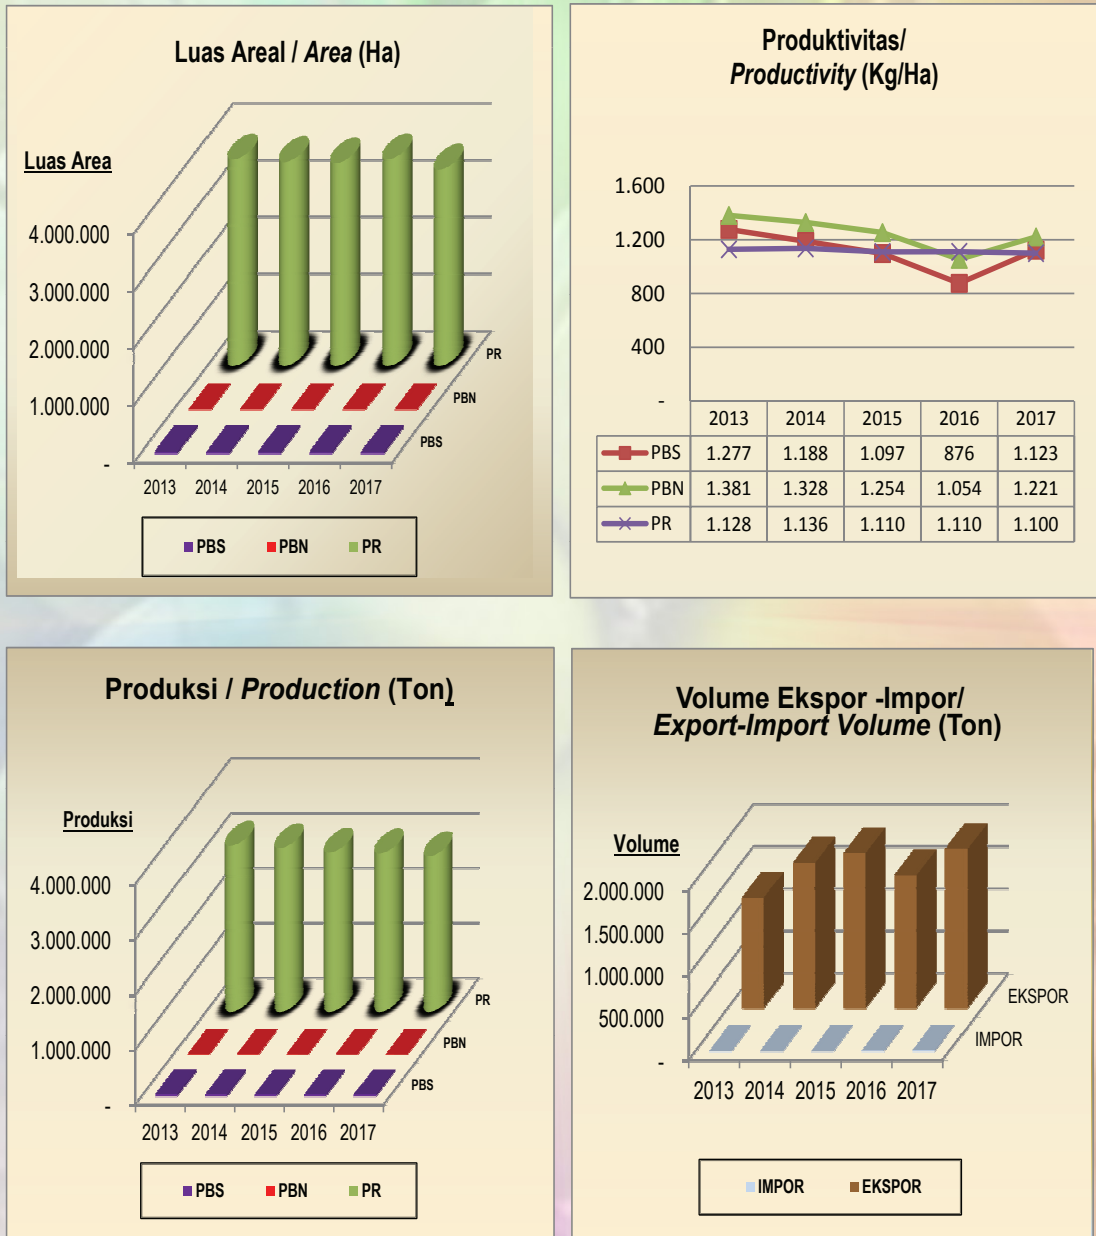 Luas Areal / Area (Ha)
Luas Area
4.000.000
3.000.000
2.000.000
1.000.000
-
2013 2014 2015 2016 2017
PR
PBN
PBS
PBS PBN PR
Produktivitas/
Productivity (Kg/Ha)
1.600
1.200
800
400
-
2013 2014 2015 2016 2017
PBS 1.277 1.188 1.097 876 1.123
PBN 1.381 1.328 1.254 1.054 1.221
PR 1.128 1.136 1.110 1.110 1.100
Produksi / Production (Ton)
Produksi
4.000.000
3.000.000
2.000.000
1.000.000
-
2013 2014 2015 2016 2017
PR
PBN
PBS
PBS PBN PR
Volume Ekspor -Impor/
Export-Import Volume (Ton)
Volume
2.000.000
1.500.000
1.000.000
500.000
-
2013 2014 2015 2016 2017
EKSPOR
IMPOR
IMPOR EKSPOR